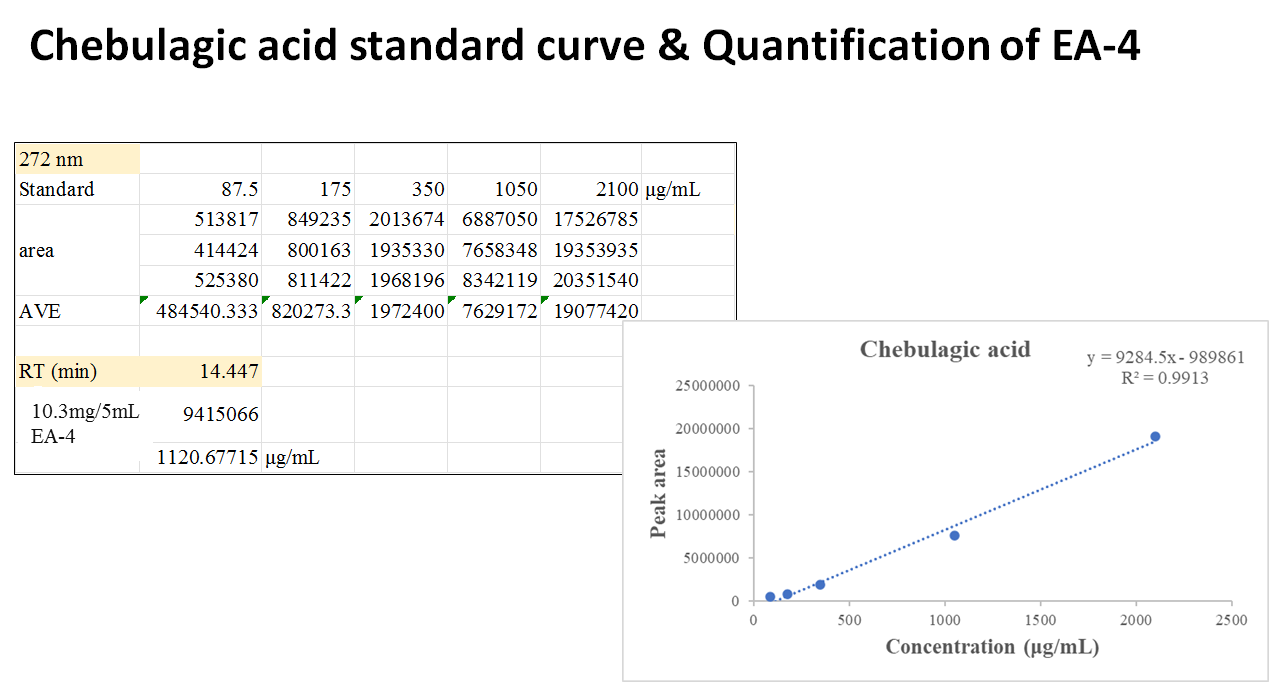 Chebulagic acid standard curve & Quantification of EA-4
272 nm
Standard 87.5 175 350 1050 2100 µg/mL
513817 849235 2013674 6887050 17526785
area 414424 800163 1935330 7658348 19353935
525380 811422 1968196 8342119 20351540
AVE 484540.333 820273.3 1972400 7629172 19077420
RT (min) 14.447
10.3mg/5mL 9415066
EA-4
1120.67715 µg/mL
Chebulagic acid
y = 9284.5x - 989861
R² = 0.9913
25000000
20000000
15000000
10000000
5000000
0
Peak area
0 500 1000 1500 2000 2500
Concentration (µg/mL)